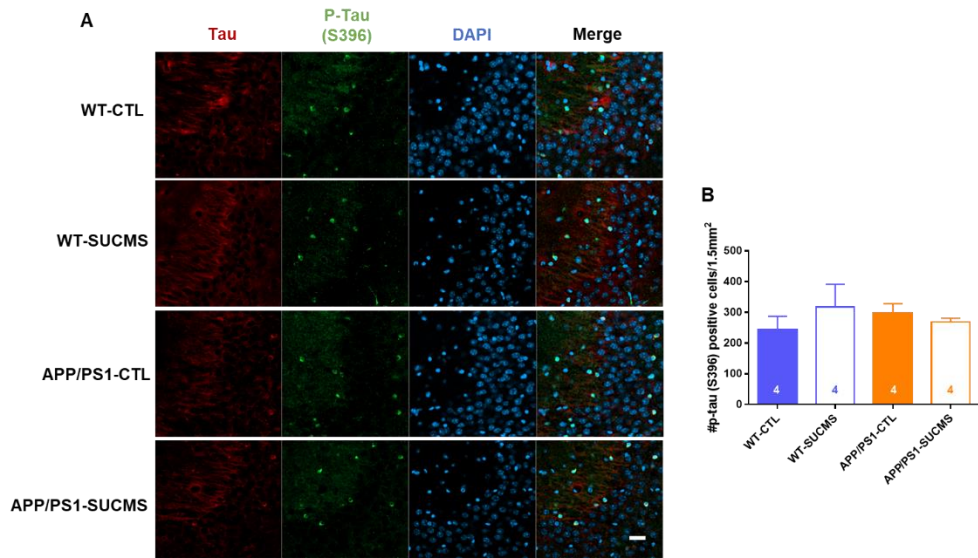 A
Tau
P-Tau
(S396)
DAPI
Merge
WT-CTL
WT-SUCMS
APP/PS1-CTL
APP/PS1-SUCMS
B
#p-tau (S396) positive cells/1.5mm²
500
400
300
200
100
0
4
4
4
4
WT-CTL
WT-SUCMS
APP/PS1-CTL
APP/PS1-SUCMS